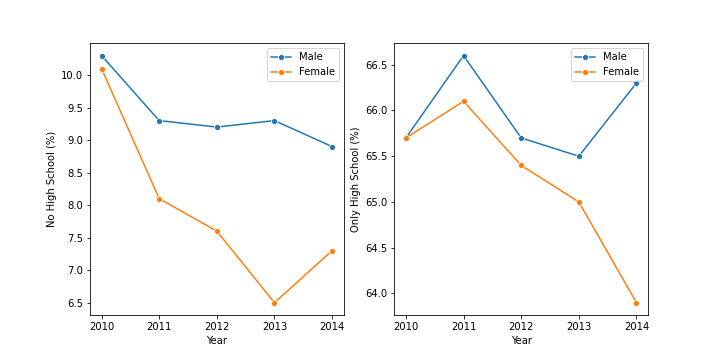 No High School (%)
10.0
9.5
9.0
8.5
8.0
7.5
7.0
6.5
2010 2011 2012 2013 2014
Year
Male
Female
Only High School (%)
66.5
66.0
65.5
65.0
64.5
64.0
2010 2011 2012 2013 2014
Year
Male
Female